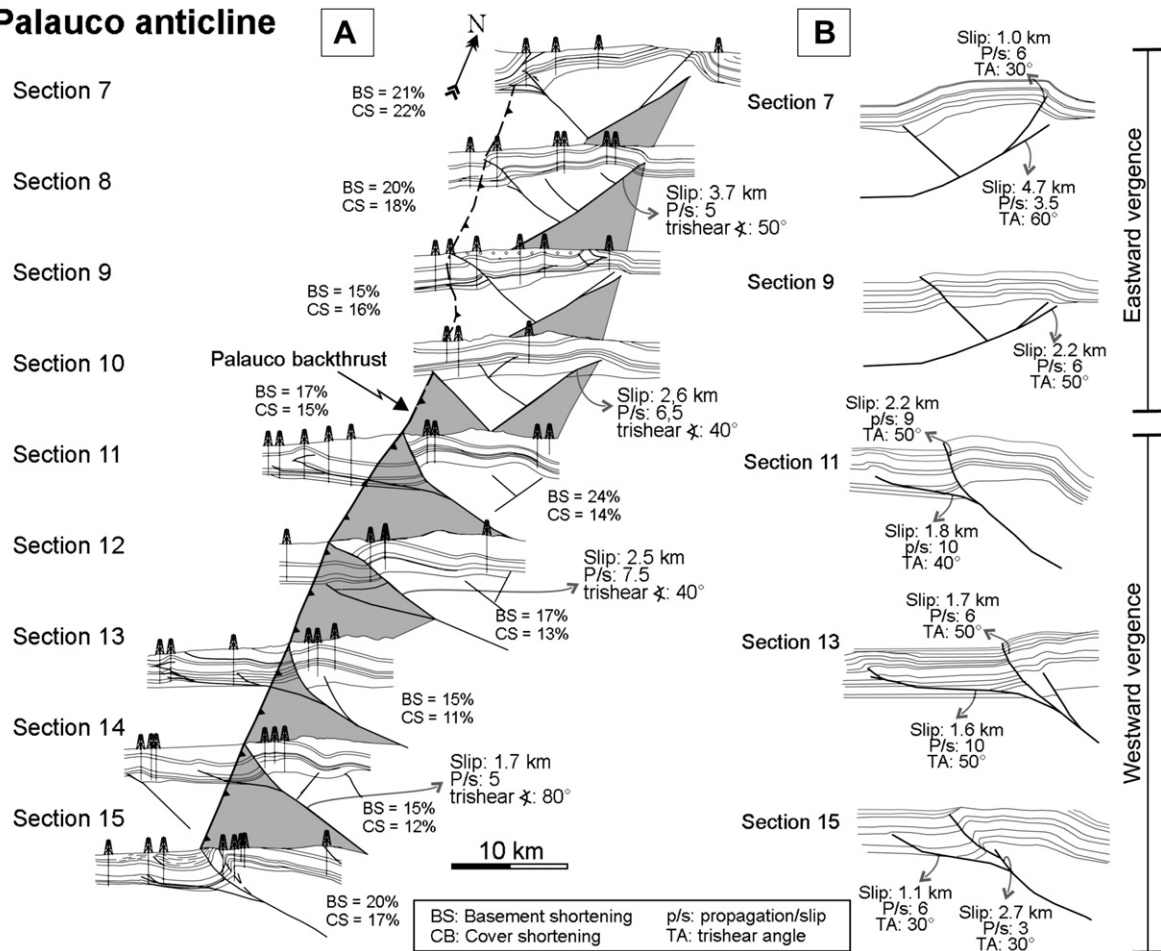 Palauco anticline
A
B
N
Section 7
BS = 21%
CS = 22%
Section 8
BS = 20%
CS = 18%
Slip: 3.7 km
P/s: 5
trishear ∢: 50°
Section 9
BS = 15%
CS = 16%
Section 10
Palauco backthrust
BS = 17%
CS = 15%
Slip: 2,6 km
P/s: 6,5
trishear ∢: 40°
Section 11
BS = 24%
CS = 14%
Section 12
Slip: 2.5 km
P/s: 7.5
trishear ∢: 40°
BS = 17%
CS = 13%
Section 13
BS = 15%
CS = 11%
Section 14
Slip: 1.7 km
P/s: 5
trishear ∢: 80°
BS = 15%
CS = 12%
Section 15
10 km
BS = 20%
CS = 17%
BS: Basement shortening
CB: Cover shortening
p/s: propagation/slip
TA: trishear angle
Slip: 1.0 km
P/s: 6
TA: 30°
Section 7
Slip: 4.7 km
P/s: 3.5
TA: 60°
Section 9
Slip: 2.2 km
P/s: 6
TA: 50°
Eastward vergence
Slip: 2.2 km
p/s: 9
TA: 50°
Section 11
Slip: 1.8 km
p/s: 10
TA: 40°
Slip: 1.7 km
P/s: 6
TA: 50°
Section 13
Slip: 1.6 km
P/s: 10
TA: 50°
Section 15
Slip: 1.1 km
P/s: 6
TA: 30°
Slip: 2.7 km
P/s: 3
TA: 30°
Westward vergence